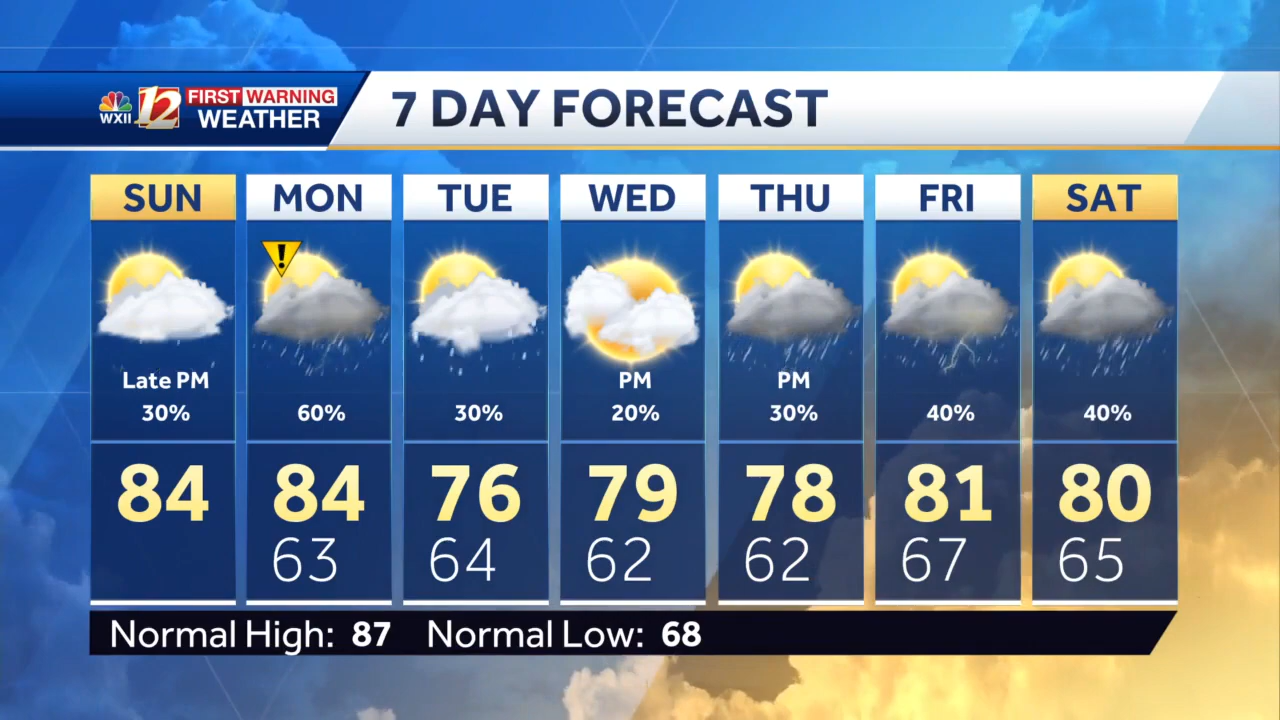 WXII 12 FIRST WARNING WEATHER
7 DAY FORECAST
SUN MON TUE WED THU FRI SAT
!
Late PM PM PM
30% 60% 30% 20% 30% 40% 40%
84 84 76 79 78 81 80
63 64 62 62 67 65
Normal High: 87 Normal Low: 68